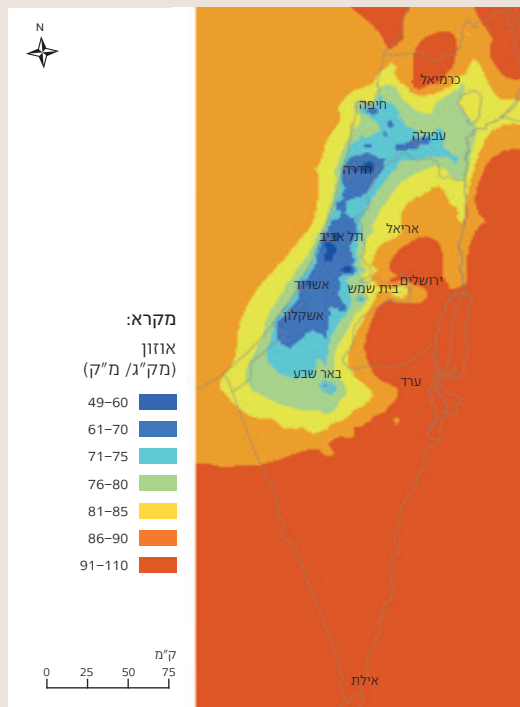 N
כרמיאל
חיפה
עפולה
חדרה
אריאל
תל אביב
ירושלים
בית שמש
אשדוד
אשקלון
באר שבע
ערד
אילת
מקרא:
אוזון
(מק"ג/ מ"ק)
49–60
61–70
71–75
76–80
81–85
86–90
91–110
ק"מ
0 25 50 75